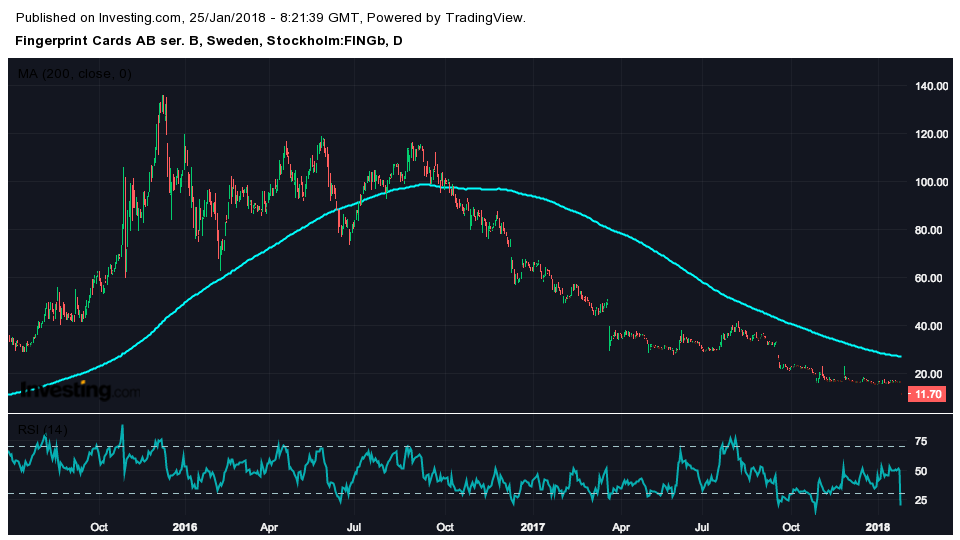 Published on Investing.com, 25/Jan/2018 - 8:21:39 GMT, Powered by TradingView.
Fingerprint Cards AB ser. B, Sweden, Stockholm:FINGb, D
MA (200, close, 0)
140.00
120.00
100.00
80.00
60.00
40.00
20.00
11.70
Investing.com
RSI (14)
75
50
25
Oct 2016 Apr Jul Oct 2017 Apr Jul Oct 2018